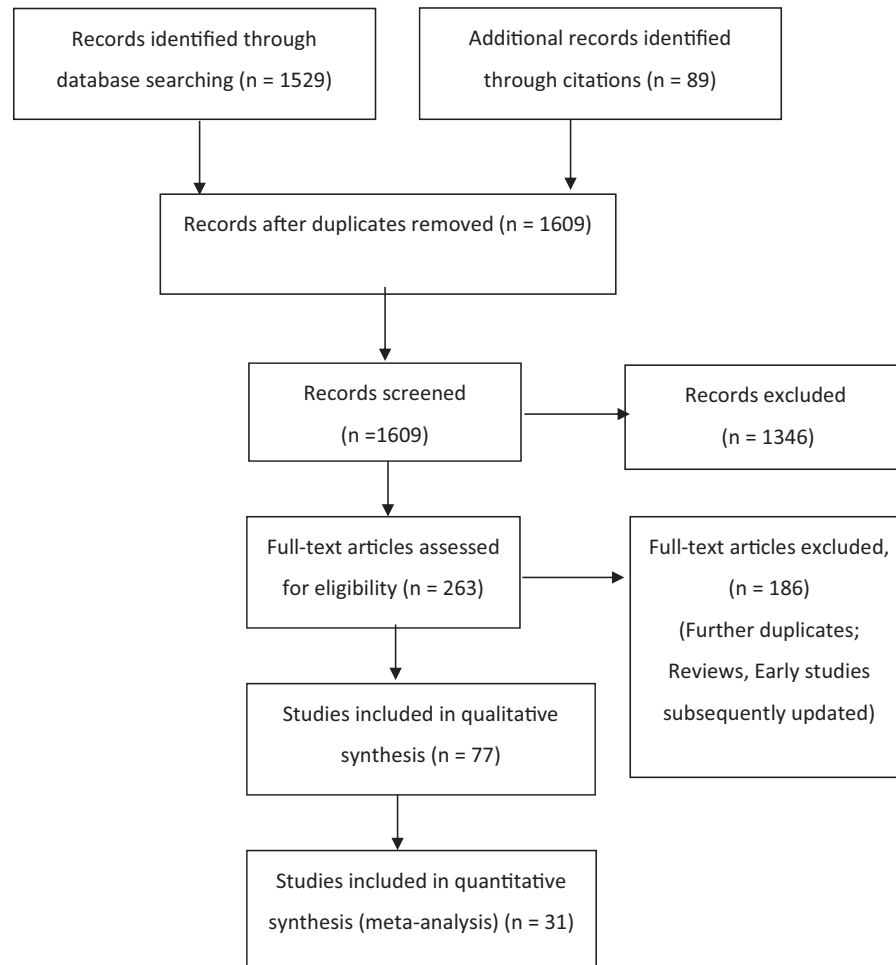 Records identified through
database searching (n = 1529)
Additional records identified
through citations (n = 89)
Records after duplicates removed (n = 1609)
Records screened
(n =1609)
Records excluded
(n = 1346)
Full-text articles assessed
for eligibility (n = 263)
Full-text articles excluded,
(n = 186)
(Further duplicates;
Reviews, Early studies
subsequently updated)
Studies included in qualitative
synthesis (n = 77)
Studies included in quantitative
synthesis (meta-analysis) (n = 31)